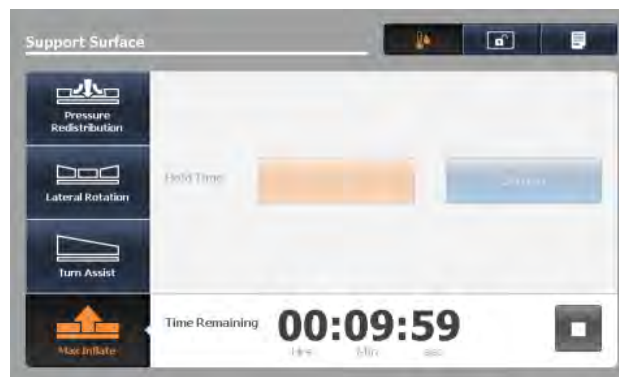 Support Surface
Pressure
Redistribution
Lateral Rotation
Hold Time
Turn Assist
Max Inflate
Time Remaining
00:09:59
Hrs Min Sec